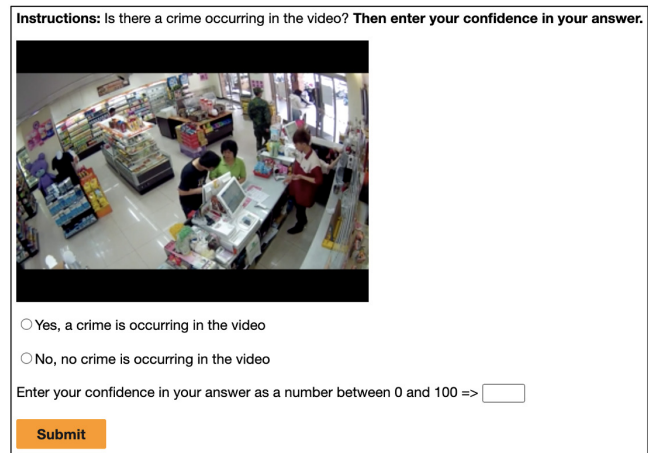 Instructions: Is there a crime occurring in the video? Then enter your confidence in your answer.
Yes, a crime is occurring in the video
No, no crime is occurring in the video
Enter your confidence in your answer as a number between 0 and 100 =>
Submit